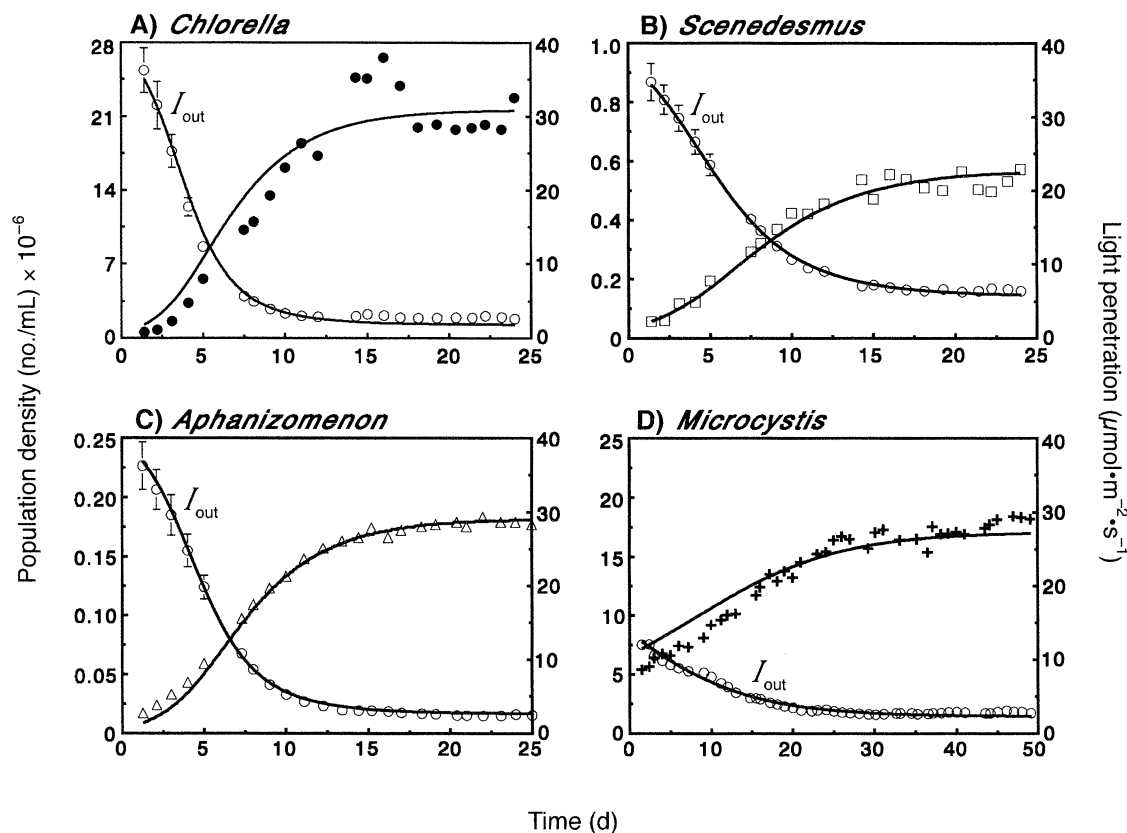 A) Chlorella
28
21
14
7
0
40
30
20
10
0
0 5 10 15 20 25
I out
B) Scenedesmus
1.0
0.8
0.6
0.4
0.2
0
40
30
20
10
0
0 5 10 15 20 25
I out
C) Aphanizomenon
0.25
0.20
0.15
0.10
0.05
0
40
30
20
10
0
0 5 10 15 20 25
I out
D) Microcystis
25
20
15
10
5
0
40
30
20
10
0
0 10 20 30 40 50
I out
Population density (no./mL) × 10⁻⁶
Light penetration (µmol•m⁻²•s⁻¹)
Time (d)